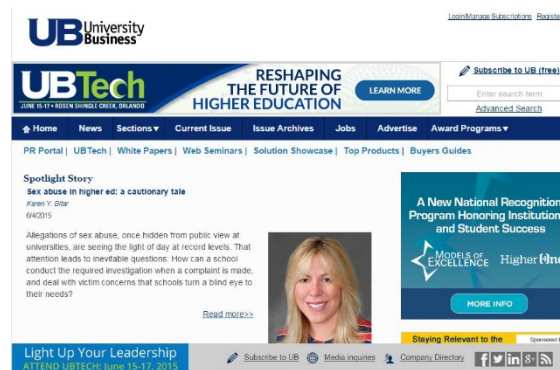 Login/Manage Subscriptions Registe
UB University
Business
UBTech
JUNE 15-17 • ROSEN SHINGLE CREEK, ORLANDO
RESHAPING
THE FUTURE OF
HIGHER EDUCATION
LEARN MORE
Subscribe to UB (free)
Enter search term
Advanced Search
Home News Sections▾ Current Issue Issue Archives Jobs Advertise Award Programs▾
PR Portal | UBTech | White Papers | Web Seminars | Solution Showcase | Top Products | Buyers Guides
Spotlight Story
Sex abuse in higher ed: a cautionary tale
Karen Y. Bitar
6/4/2015
Allegations of sex abuse, once hidden from public view at
universities, are seeing the light of day at record levels. That
attention leads to inevitable questions: How can a school
conduct the required investigation when a complaint is made,
and deal with victim concerns that schools turn a blind eye to
their needs?
Read more>>
A New National Recognition
Program Honoring Institution
and Student Success
MODELS OF
EXCELLENCE
Higher One
MORE INFO
Staying Relevant to the
Sponsored
Light Up Your Leadership
ATTEND UBTECH: June 15-17, 2015
Subscribe to UB Media inquiries Company Directory